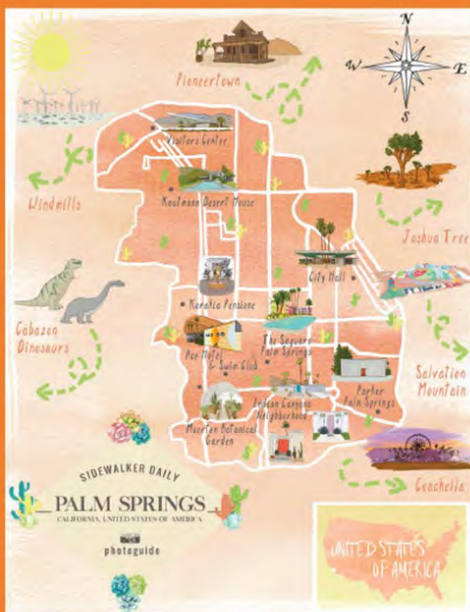 N
W
E
S
Pioneertown
Visitors Center
Windmills
Kaufmann Desert House
Joshua Tree
City Hall
Korakia Pensione
Cabazon
Dinosaurs
Ace Hotel
& Swim Club
The Saguaro
Palm Springs
Salvation
Mountain
Parker
Palm Springs
Indian Canyons
Neighborhood
Moorten Botanical
Garden
Coachella
SIDEWALKER DAILY
PALM SPRINGS
CALIFORNIA, UNITED STATES OF AMERICA
photoguide
UNITED STATES
OF AMERICA